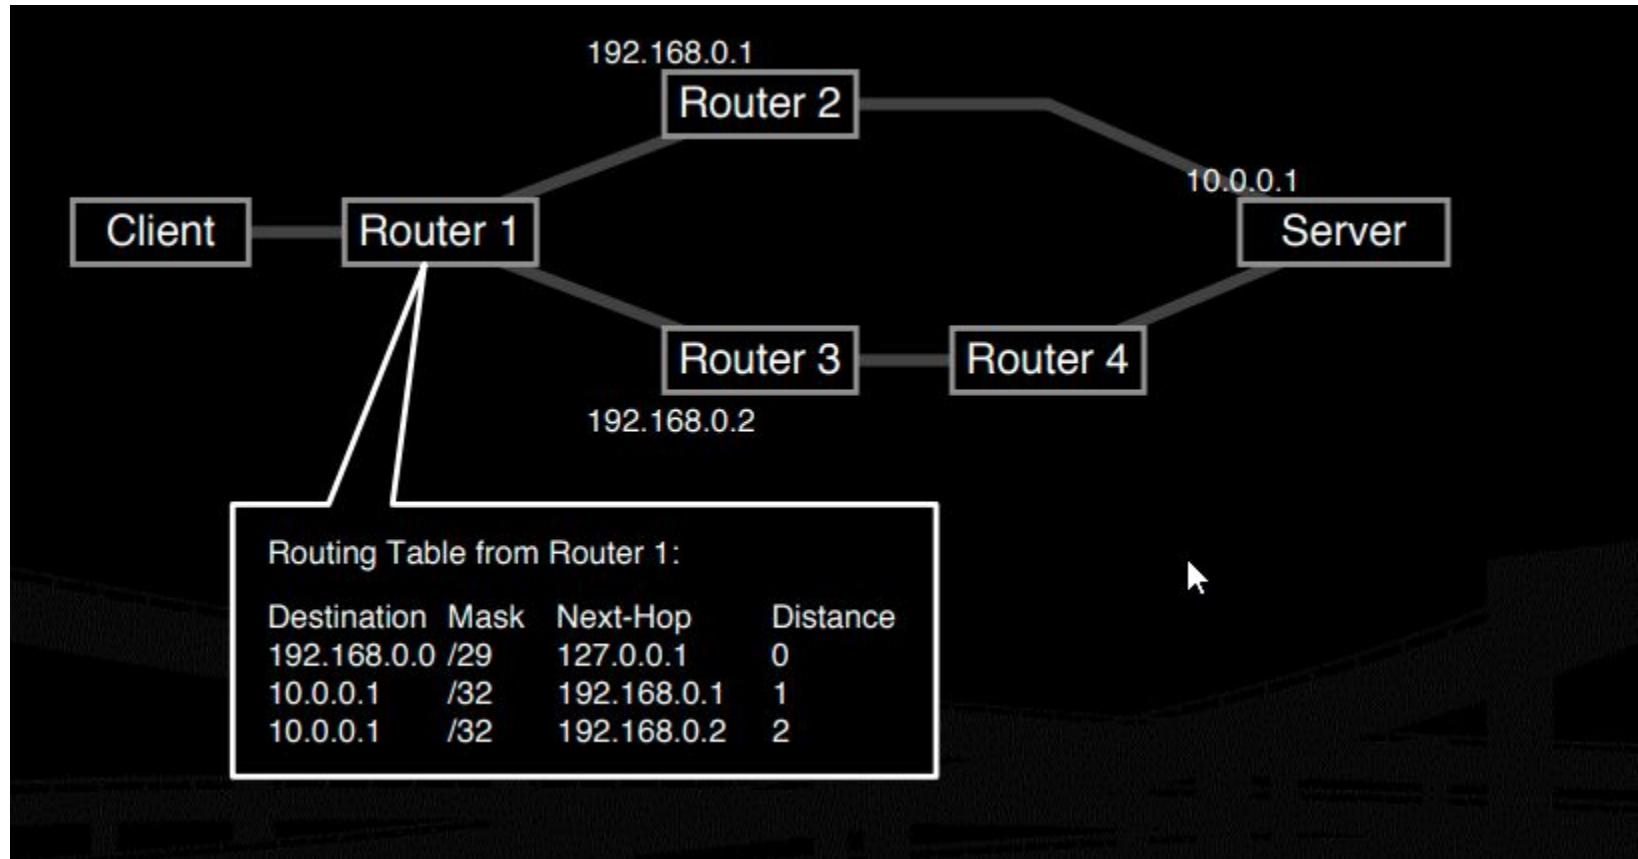 192.168.0.1
Router 2
10.0.0.1
Client
Router 1
Server
Router 3
Router 4
192.168.0.2
Routing Table from Router 1:
Destination Mask Next-Hop Distance
192.168.0.0 /29 127.0.0.1 0
10.0.0.1 /32 192.168.0.1 1
10.0.0.1 /32 192.168.0.2 2